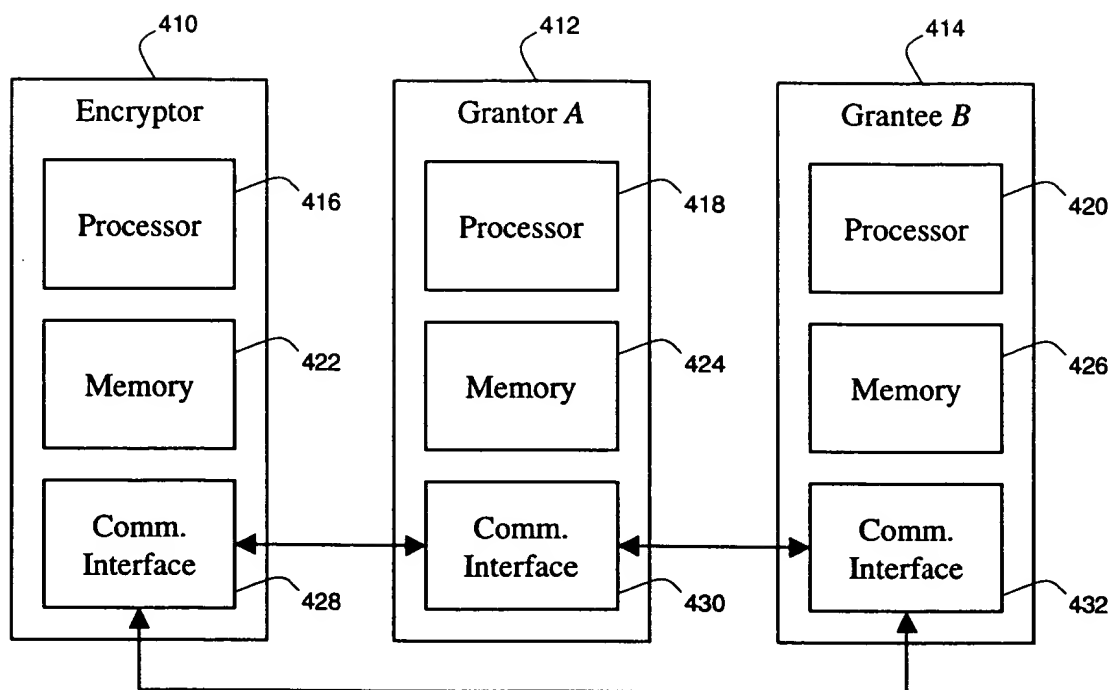 410
412
414
Encryptor
Grantor A
Grantee B
Processor
416
Processor
418
Processor
420
Memory
422
Memory
424
Memory
426
Comm.
Interface
428
Comm.
Interface
430
Comm.
Interface
432